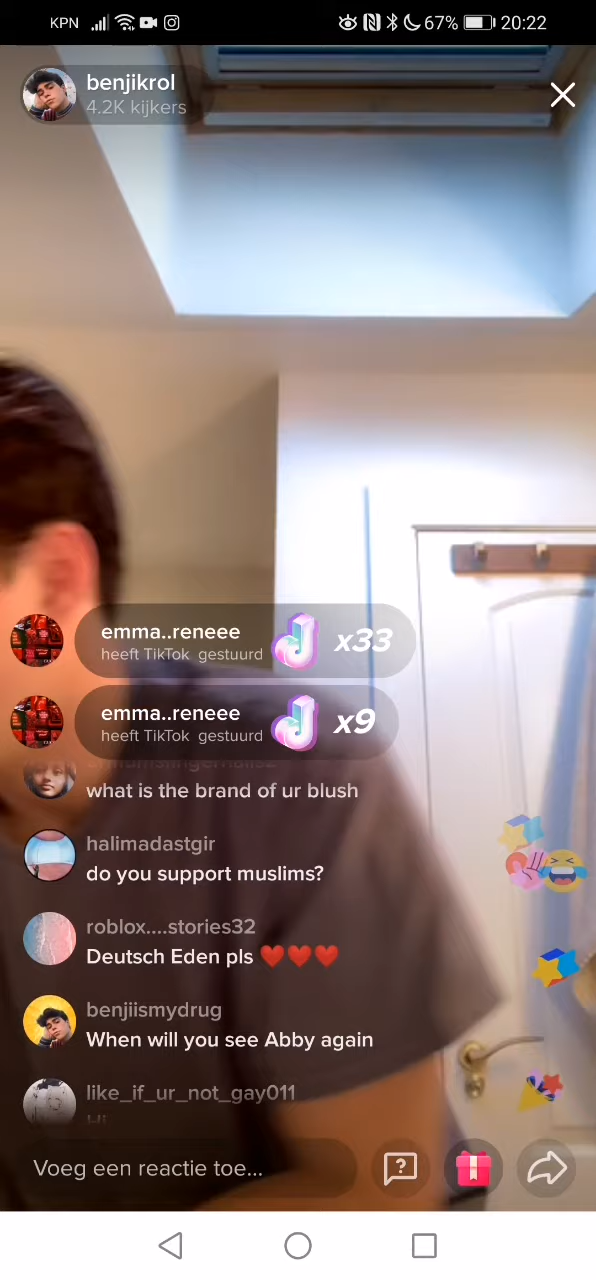 KPN
67% 20:22
benjikrol
4.2K kijkers
emma..reneee
heeft TikTok gestuurd x33
emma..reneee
heeft TikTok gestuurd x9
what is the brand of ur blush
halimadastgir
do you support muslims?
roblox....stories32
Deutsch Eden pls ❤️❤️❤️
benjiismydrug
When will you see Abby again
like_if_ur_not_gay011
Hi
Voeg een reactie toe...